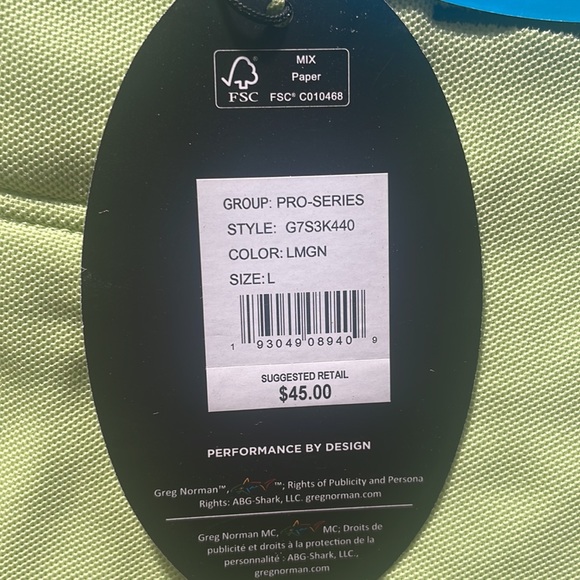 MIX
Paper
FSC
FSC® C010468
GROUP: PRO-SERIES
STYLE: G7S3K440
COLOR: LMGN
SIZE: L
1 93049 08940 9
SUGGESTED RETAIL
$45.00
PERFORMANCE BY DESIGN
Greg Norman™, ™; Rights of Publicity and Persona
Rights: ABG-Shark, LLC. gregnorman.com
Greg Norman MC, MC; Droits de
publicité et droits à la protection de la
personnalité : ABG-Shark, LLC.,
gregnorman.com